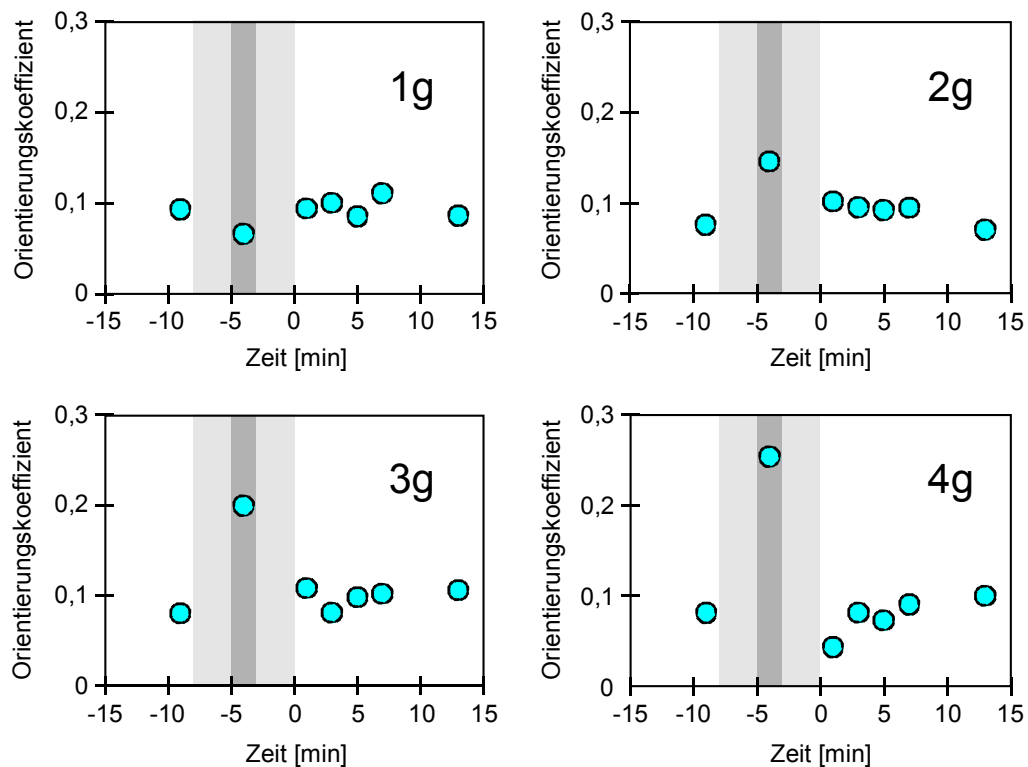 Orientierungskoeffizient
0,3
0,2
0,1
0
1g
-15 -10 -5 0 5 10 15
Zeit [min]
Orientierungskoeffizient
0,3
0,2
0,1
0
2g
-15 -10 -5 0 5 10 15
Zeit [min]
Orientierungskoeffizient
0,3
0,2
0,1
0
3g
-15 -10 -5 0 5 10 15
Zeit [min]
Orientierungskoeffizient
0,3
0,2
0,1
0
4g
-15 -10 -5 0 5 10 15
Zeit [min]